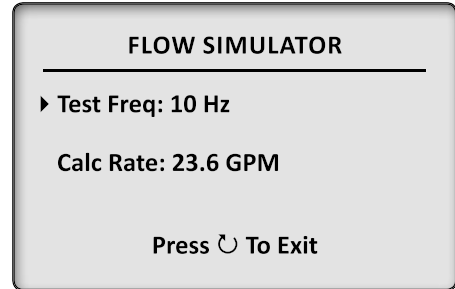 FLOW SIMULATOR
Test Freq: 10 Hz
Calc Rate: 23.6 GPM
Press ↻ To Exit